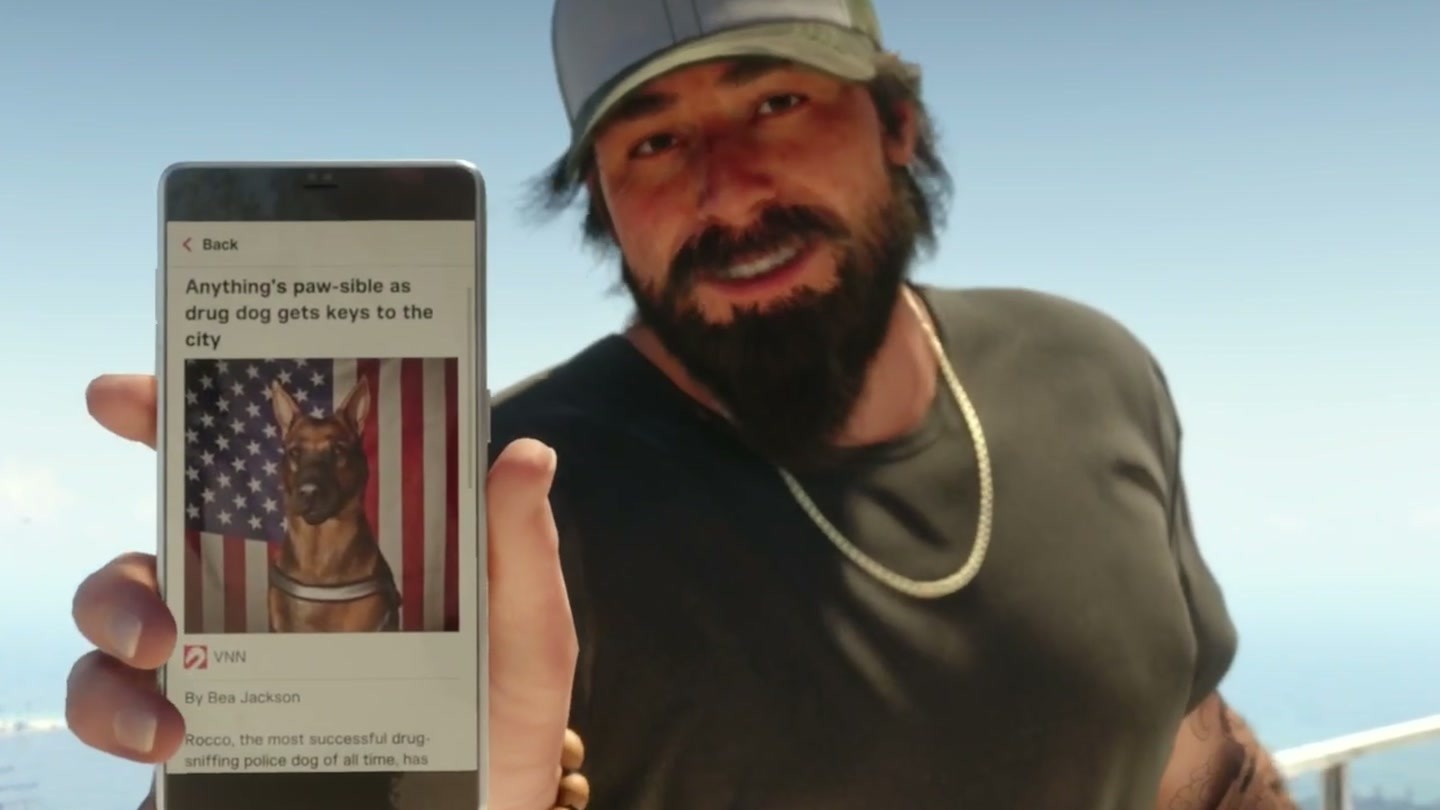 Back
Anything's paw-sible as
drug dog gets keys to the
city
VNN
By Bea Jackson
Rocco, the most successful drug-
sniffing police dog of all time, has